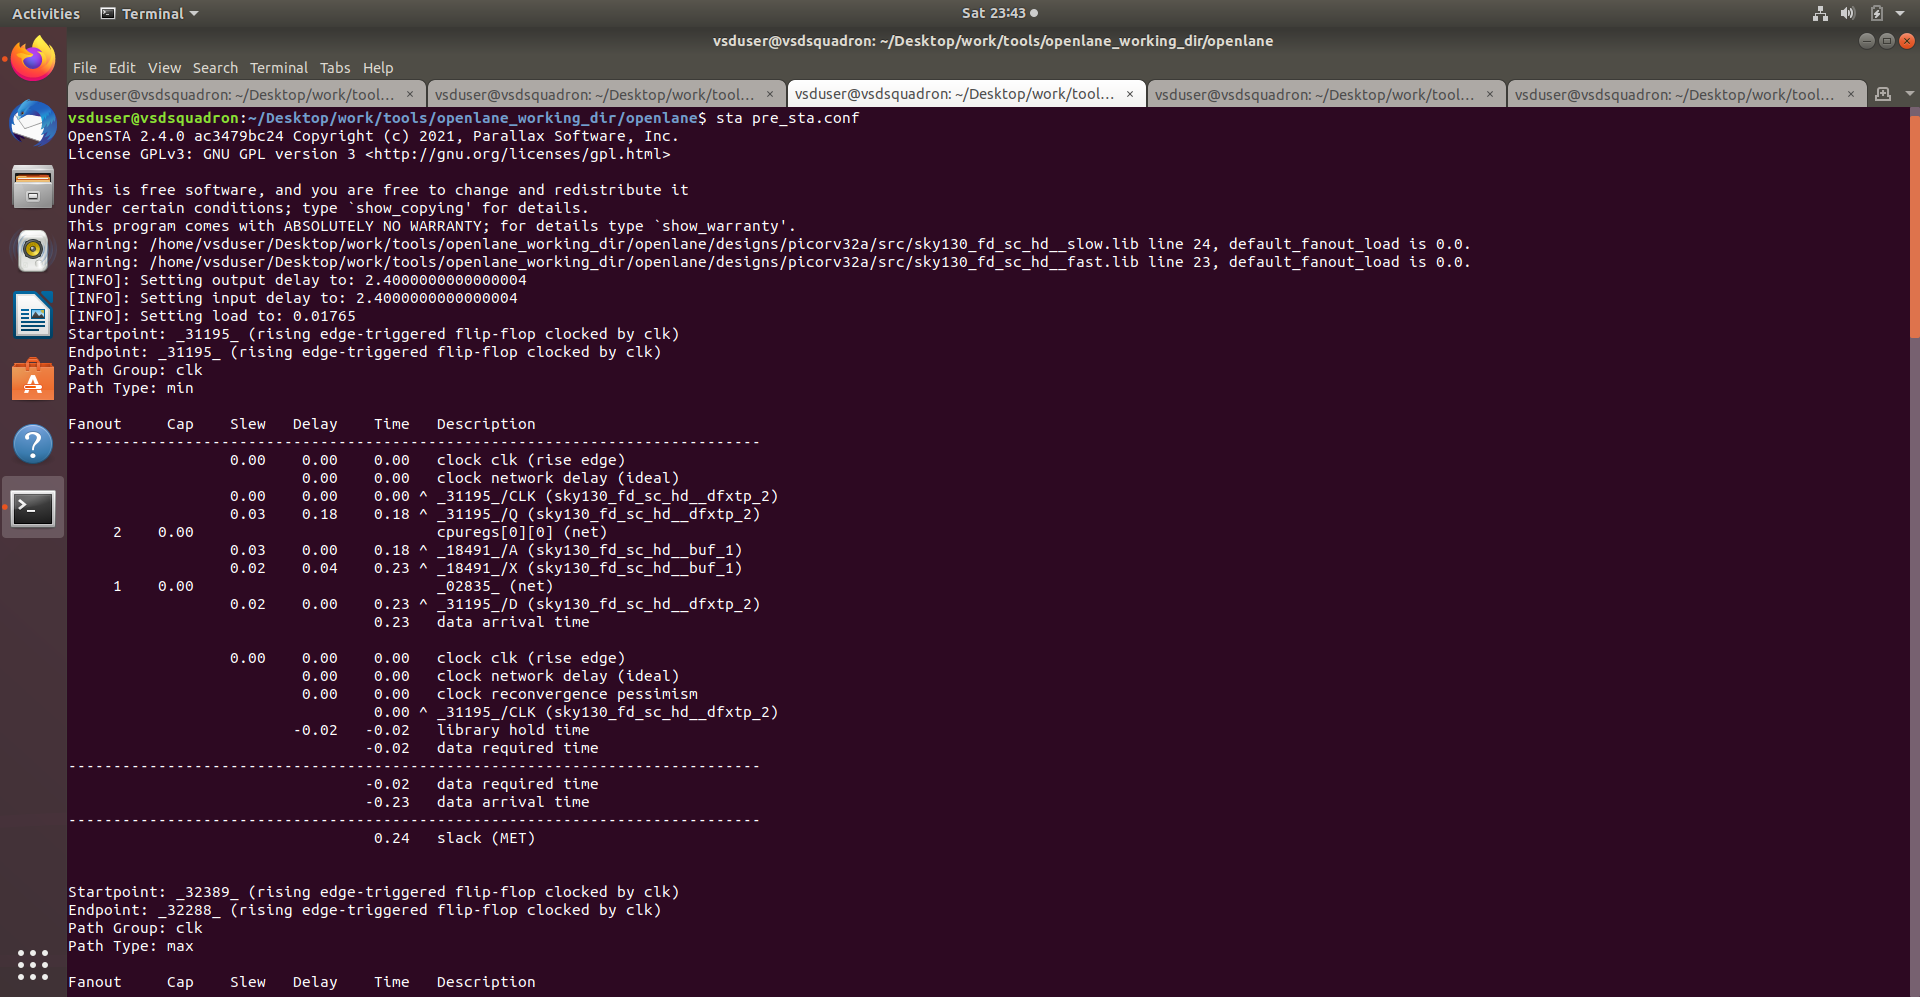 Activities Terminal Sat 23:43
vsduser@vsdsquadron: ~/Desktop/work/tools/openlane_working_dir/openlane
File Edit View Search Terminal Tabs Help
vsduser@vsdsquadron: ~/Desktop/work/tool... × vsduser@vsdsquadron: ~/Desktop/work/tool... × vsduser@vsdsquadron: ~/Desktop/work/tool... × vsduser@vsdsquadron: ~/Desktop/work/tool... × vsduser@vsdsquadron: ~/Desktop/work/tool... ×
vsduser@vsdsquadron:~/Desktop/work/tools/openlane_working_dir/openlane$ sta pre_sta.conf
OpenSTA 2.4.0 ac3479bc24 Copyright (c) 2021, Parallax Software, Inc.
License GPLv3: GNU GPL version 3 <http://gnu.org/licenses/gpl.html>

This is free software, and you are free to change and redistribute it
under certain conditions; type `show_copying' for details.
This program comes with ABSOLUTELY NO WARRANTY; for details type `show_warranty'.
Warning: /home/vsduser/Desktop/work/tools/openlane_working_dir/openlane/designs/picorv32a/src/sky130_fd_sc_hd__slow.lib line 24, default_fanout_load is 0.0.
Warning: /home/vsduser/Desktop/work/tools/openlane_working_dir/openlane/designs/picorv32a/src/sky130_fd_sc_hd__fast.lib line 23, default_fanout_load is 0.0.
[INFO]: Setting output delay to: 2.4000000000000004
[INFO]: Setting input delay to: 2.4000000000000004
[INFO]: Setting load to: 0.01765
Startpoint: _31195_ (rising edge-triggered flip-flop clocked by clk)
Endpoint: _31195_ (rising edge-triggered flip-flop clocked by clk)
Path Group: clk
Path Type: min

Fanout     Cap    Slew   Delay    Time   Description
-----------------------------------------------------------------------------
                  0.00    0.00    0.00   clock clk (rise edge)
                          0.00    0.00   clock network delay (ideal)
                  0.00    0.00    0.00 ^ _31195_/CLK (sky130_fd_sc_hd__dfxtp_2)
                  0.03    0.18    0.18 ^ _31195_/Q (sky130_fd_sc_hd__dfxtp_2)
     2    0.00                           cpuregs[0][0] (net)
                  0.03    0.00    0.18 ^ _18491_/A (sky130_fd_sc_hd__buf_1)
                  0.02    0.04    0.23 ^ _18491_/X (sky130_fd_sc_hd__buf_1)
     1    0.00                           _02835_ (net)
                  0.02    0.00    0.23 ^ _31195_/D (sky130_fd_sc_hd__dfxtp_2)
                                  0.23   data arrival time

                  0.00    0.00    0.00   clock clk (rise edge)
                          0.00    0.00   clock network delay (ideal)
                          0.00    0.00   clock reconvergence pessimism
                                  0.00 ^ _31195_/CLK (sky130_fd_sc_hd__dfxtp_2)
                         -0.02   -0.02   library hold time
                                 -0.02   data required time
-----------------------------------------------------------------------------
                                 -0.02   data required time
                                 -0.23   data arrival time
-----------------------------------------------------------------------------
                                  0.24   slack (MET)

Startpoint: _32389_ (rising edge-triggered flip-flop clocked by clk)
Endpoint: _32288_ (rising edge-triggered flip-flop clocked by clk)
Path Group: clk
Path Type: max

Fanout     Cap    Slew   Delay    Time   Description